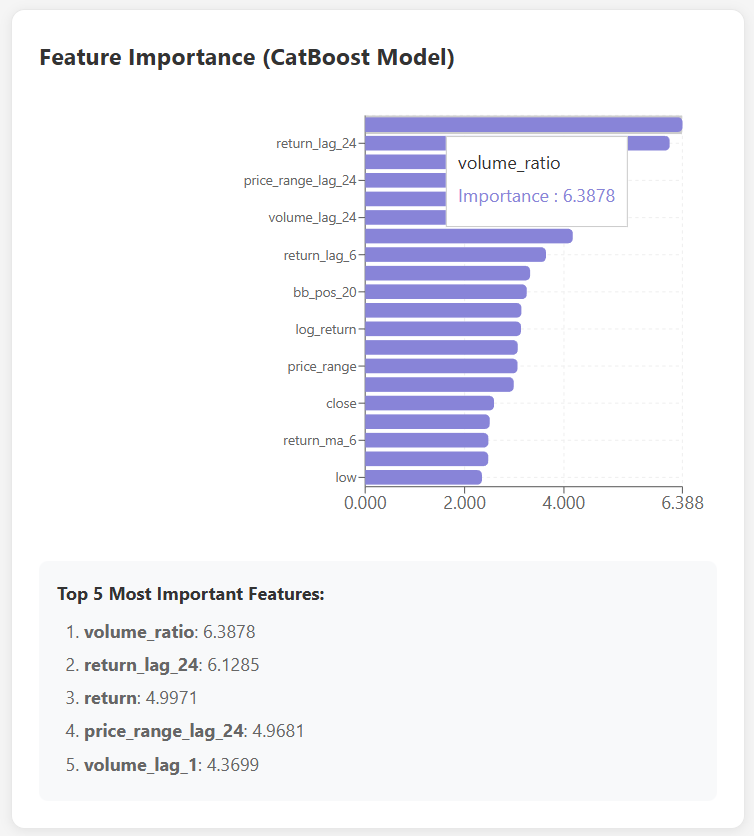 Feature Importance (CatBoost Model)
return_lag_24
price_range_lag_24
volume_lag_24
return_lag_6
bb_pos_20
log_return
price_range
close
return_ma_6
low
volume_ratio
Importance : 6.3878
0.000 2.000 4.000 6.388
Top 5 Most Important Features:
1. volume_ratio: 6.3878
2. return_lag_24: 6.1285
3. return: 4.9971
4. price_range_lag_24: 4.9681
5. volume_lag_1: 4.3699